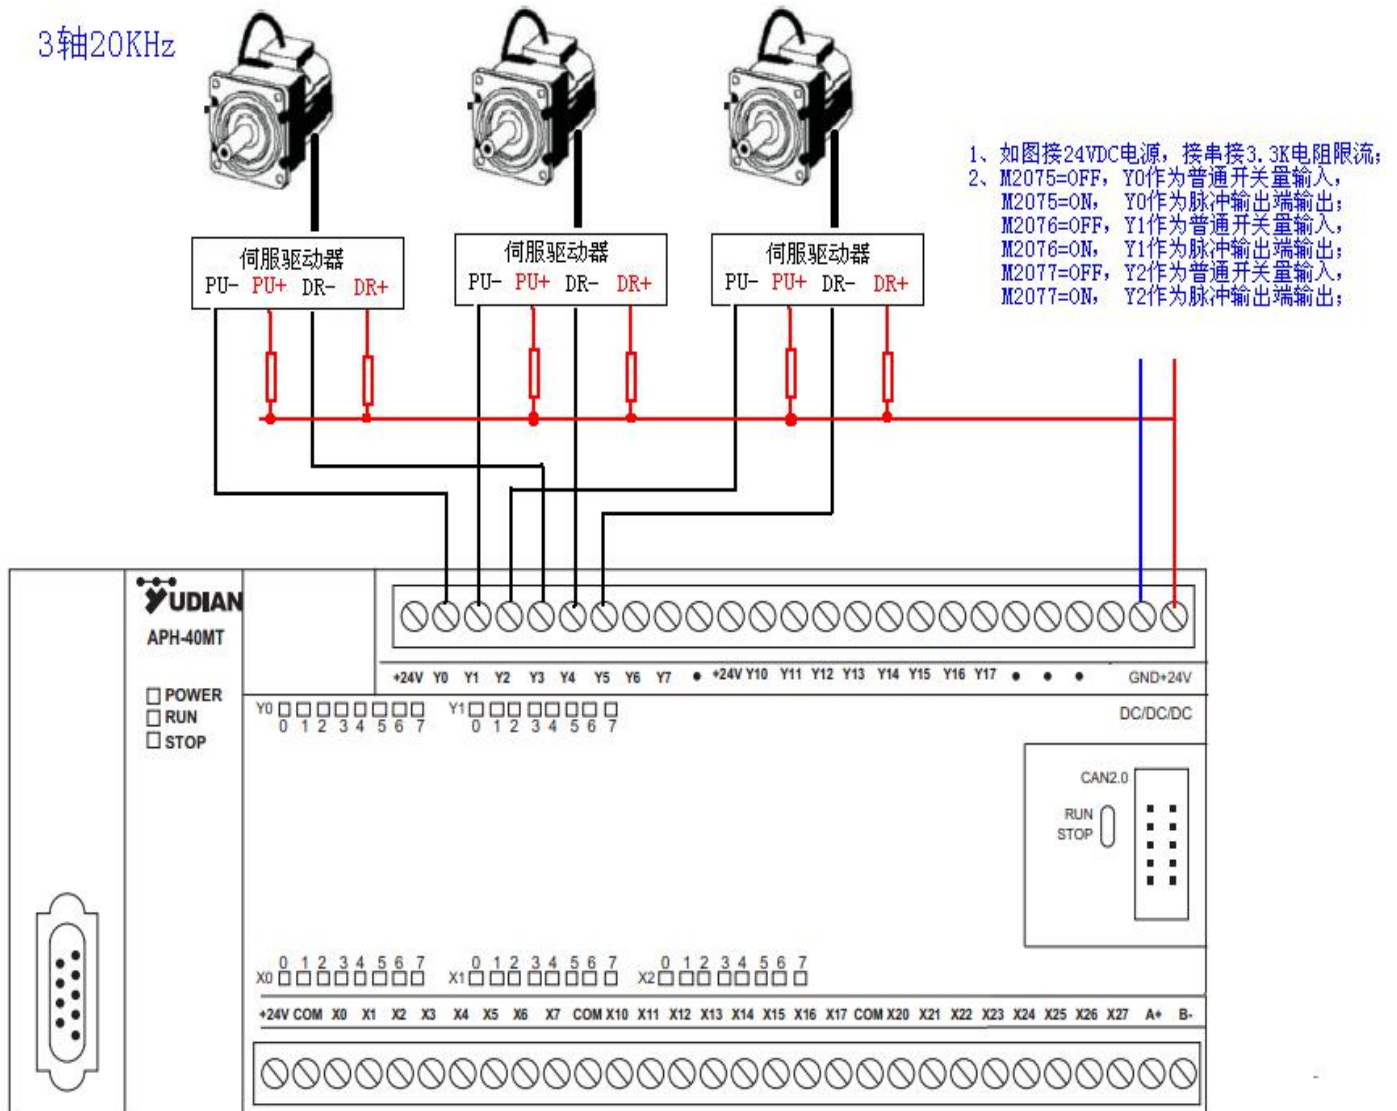 3轴20KHz
1、如图接24VDC电源，接串接3.3K电阻限流；
2、M2075=OFF，Y0作为普通开关量输入，
M2075=ON， Y0作为脉冲输出端输出；
M2076=OFF，Y1作为普通开关量输入，
M2076=ON， Y1作为脉冲输出端输出；
M2077=OFF，Y2作为普通开关量输入，
M2077=ON， Y2作为脉冲输出端输出；
伺服驱动器
PU- PU+ DR- DR+
伺服驱动器
PU- PU+ DR- DR+
伺服驱动器
PU- PU+ DR- DR+
YUDIAN
APH-40MT
POWER
RUN
STOP
+24V Y0 Y1 Y2 Y3 Y4 Y5 Y6 Y7 • +24V Y10 Y11 Y12 Y13 Y14 Y15 Y16 Y17 • • • GND+24V
Y0
0 1 2 3 4 5 6 7
Y1
0 1 2 3 4 5 6 7
DC/DC/DC
CAN2.0
RUN
STOP
0 1 2 3 4 5 6 7
X0
0 1 2 3 4 5 6 7
X1
0 1 2 3 4 5 6 7
X2
+24V COM X0 X1 X2 X3 X4 X5 X6 X7 COM X10 X11 X12 X13 X14 X15 X16 X17 COM X20 X21 X22 X23 X24 X25 X26 X27 A+ B-